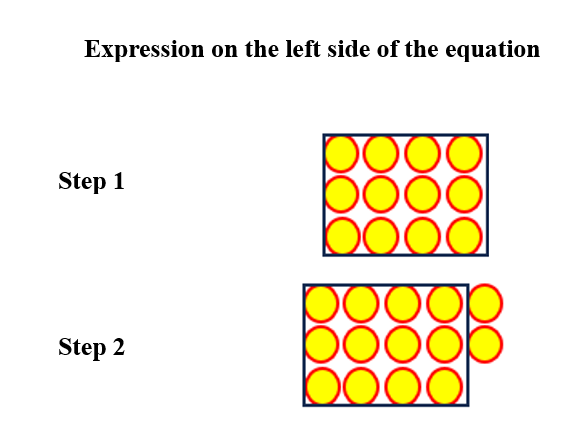 Expression on the left side of the equation
Step 1
Step 2